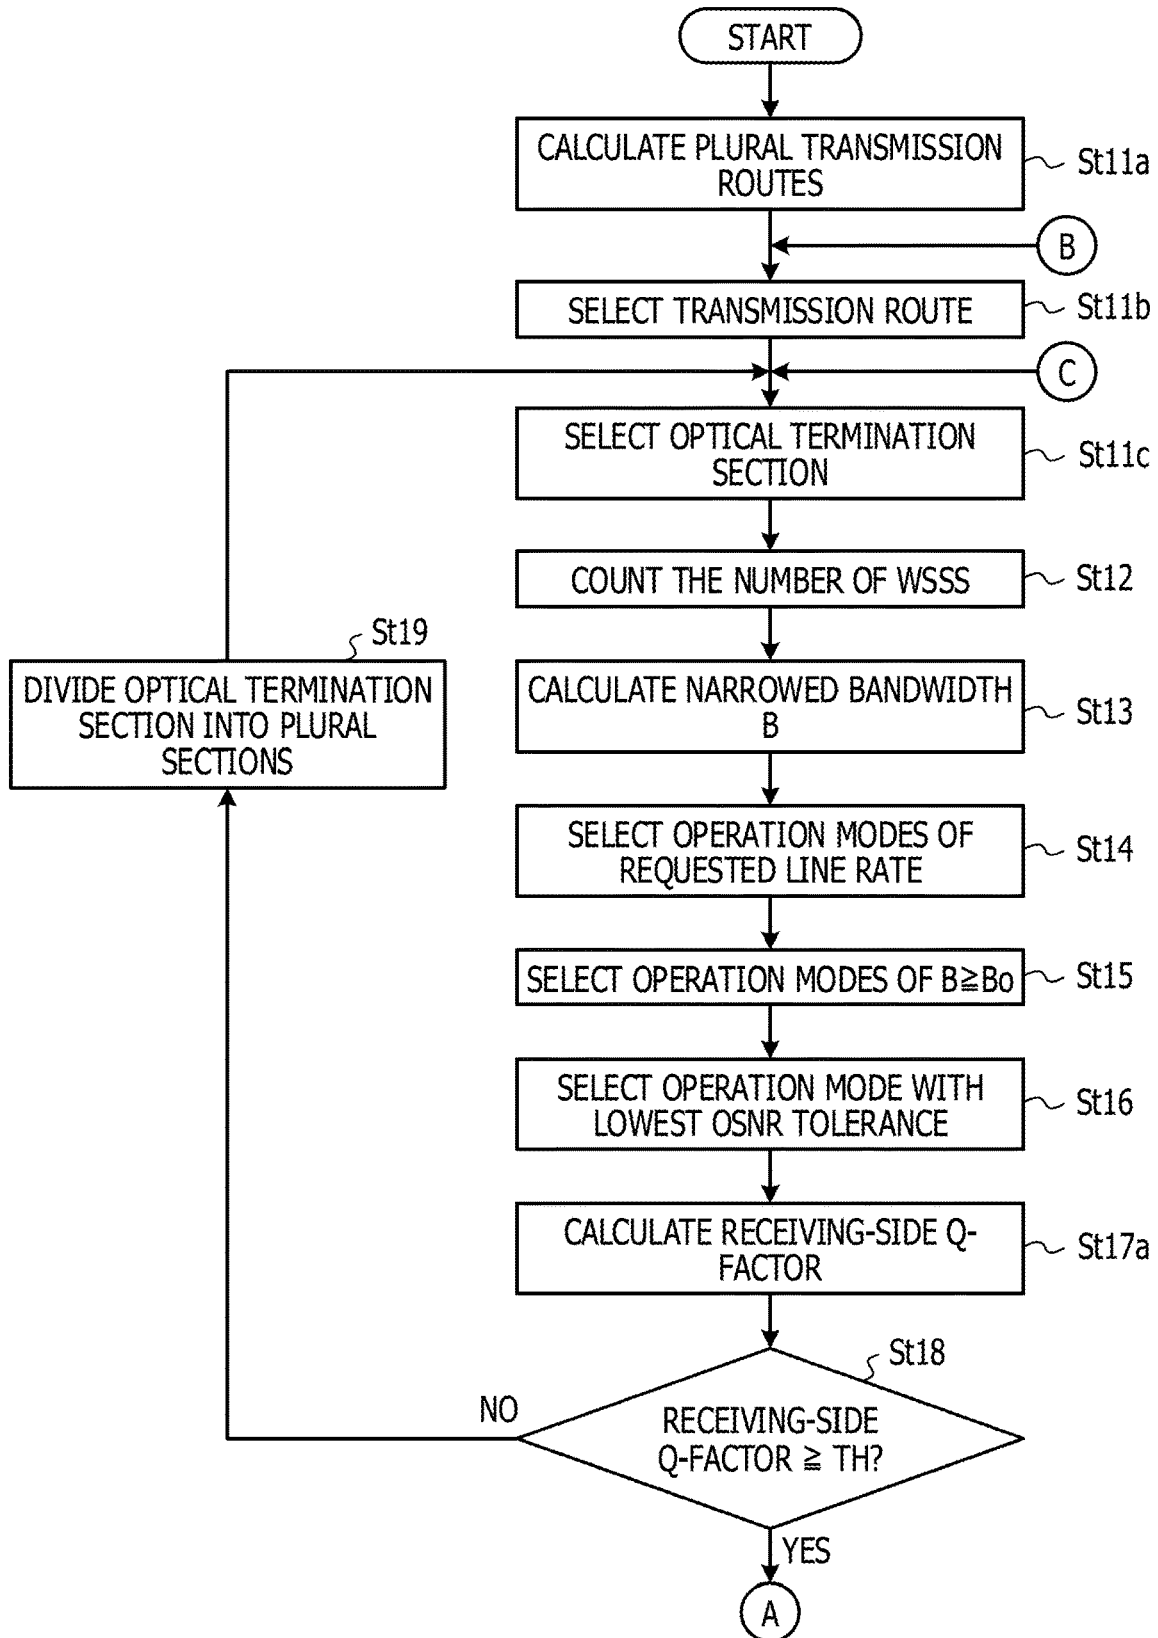 START
CALCULATE PLURAL TRANSMISSION
ROUTES
St11a
B
SELECT TRANSMISSION ROUTE
St11b
C
SELECT OPTICAL TERMINATION
SECTION
St11c
COUNT THE NUMBER OF WSSS
St12
St19
DIVIDE OPTICAL TERMINATION
SECTION INTO PLURAL
SECTIONS
CALCULATE NARROWED BANDWIDTH
B
St13
SELECT OPERATION MODES OF
REQUESTED LINE RATE
St14
SELECT OPERATION MODES OF B≧Bo
St15
SELECT OPERATION MODE WITH
LOWEST OSNR TOLERANCE
St16
CALCULATE RECEIVING-SIDE Q-
FACTOR
St17a
St18
NO
RECEIVING-SIDE
Q-FACTOR ≧ TH?
YES
A